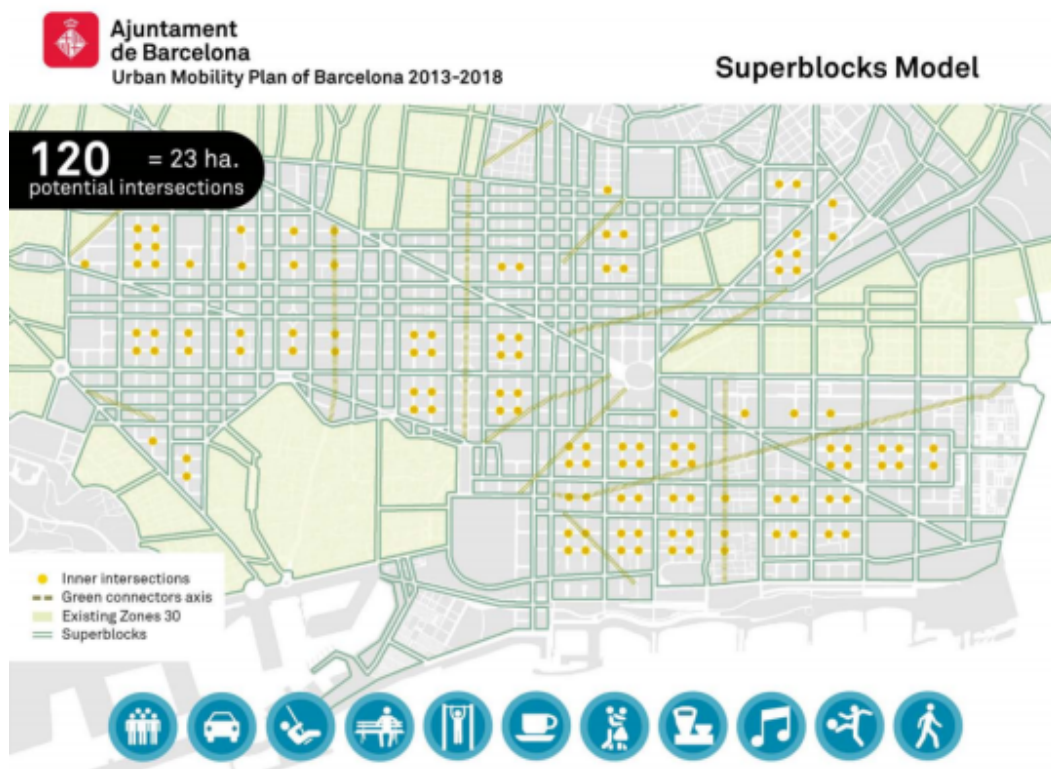 Ajuntament
de Barcelona
Urban Mobility Plan of Barcelona 2013-2018
Superblocks Model
120 = 23 ha.
potential intersections
Inner intersections
Green connectors axis
Existing Zones 30
Superblocks